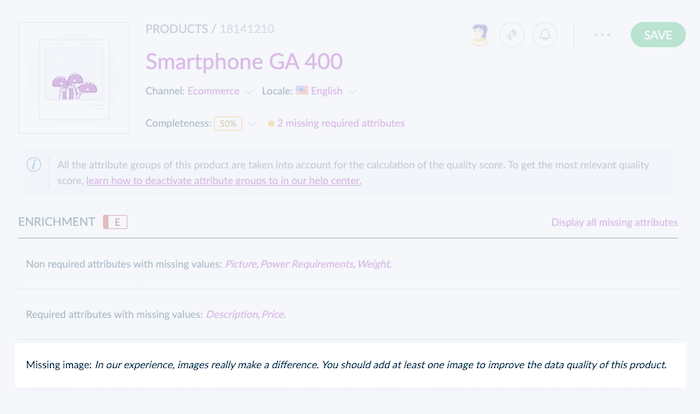 PRODUCTS / 18141210
SAVE
Smartphone GA 400
Channel: Ecommerce Locale: English
Completeness: 50% 2 missing required attributes
All the attribute groups of this product are taken into account for the calculation of the quality score. To get the most relevant quality
score, learn how to deactivate attribute groups to in our help center.
ENRICHMENT E Display all missing attributes
Non required attributes with missing values: Picture, Power Requirements, Weight.
Required attributes with missing values: Description, Price.
Missing image: In our experience, images really make a difference. You should add at least one image to improve the data quality of this product.